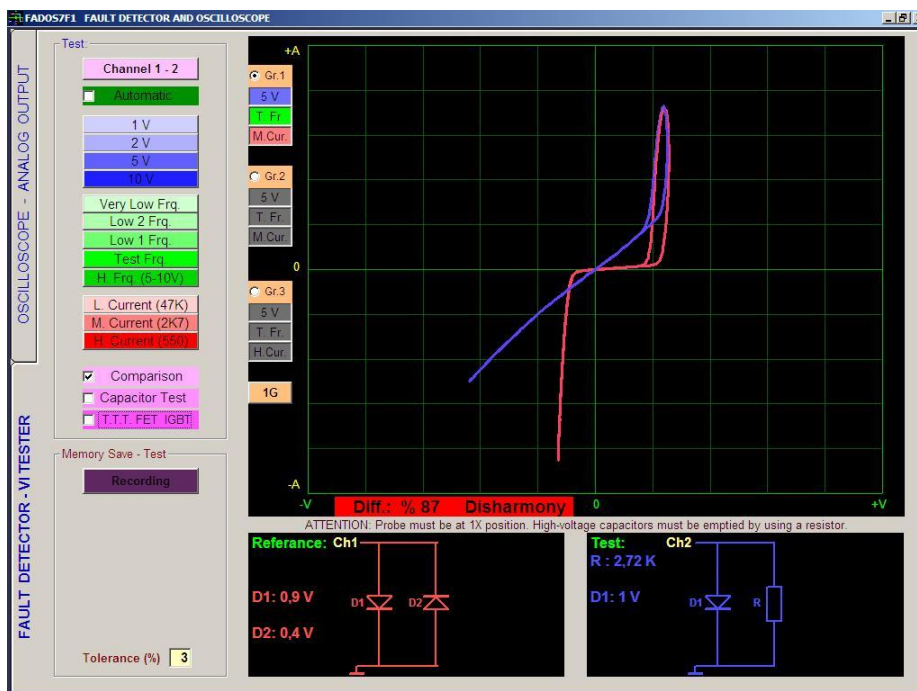 FADOS7F1 FAULT DETECTOR AND OSCILLOSCOPE
OSCILLOSCOPE - ANALOG OUTPUT
FAULT DETECTOR - VI TESTER
Test:
Channel 1 - 2
Automatic
1 V
2 V
5 V
10 V
Very Low Frq.
Low 2 Frq.
Low 1 Frq.
Test Frq.
H. Frq. (5-10V)
L. Current (47K)
M. Current (2K7)
H. Current (550)
Comparison
Capacitor Test
T.T.T. FET IGBT
Memory Save - Test
Recording
Tolerance (%) 3
+A
Gr.1
5 V
T. Fr
M.Cur.
Gr.2
5 V
T. Fr.
M.Cur.
0
Gr.3
5 V
T. Fr.
H.Cur.
1G
-A
-V
Diff.: % 87 Disharmony
0
+V
ATTENTION: Probe must be at 1X position. High-voltage capacitors must be emptied by using a resistor.
Referance: Ch1
D1: 0,9 V
D2: 0,4 V
D1
D2
Test: Ch2
R : 2,72 K
D1: 1 V
D1
R